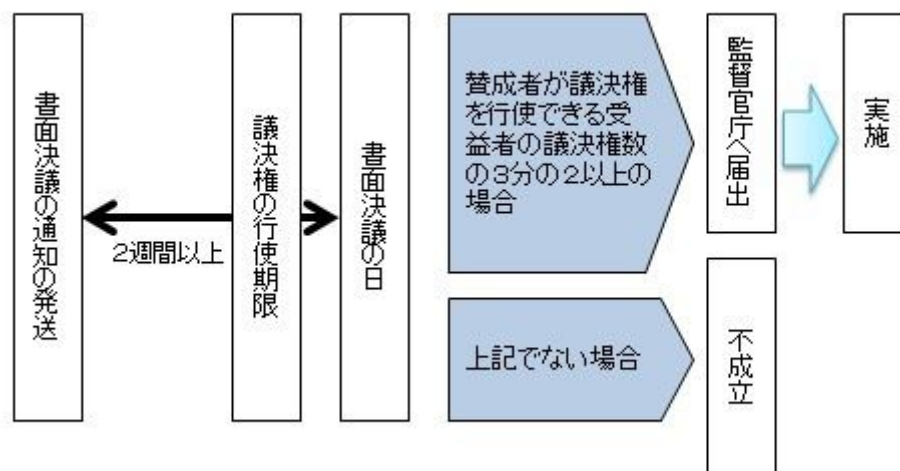 書面決議の通知の発送
2週間以上
議決権の行使期限
書面決議の日
賛成者が議決権
を行使できる受
益者の議決権数
の3分の2以上の
場合
監督官庁へ届出
実施
上記でない場合
不成立